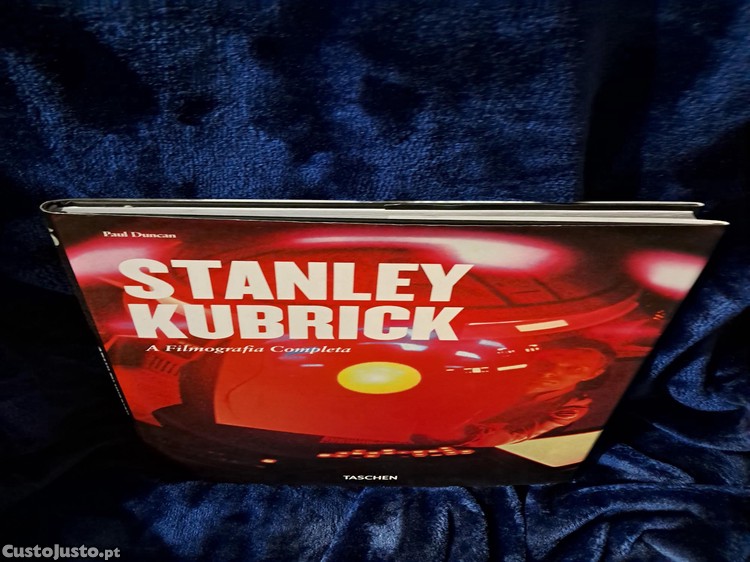 Paul Duncan
STANLEY
KUBRICK
A Filmografia Completa
TASCHEN
CustoJusto.pt